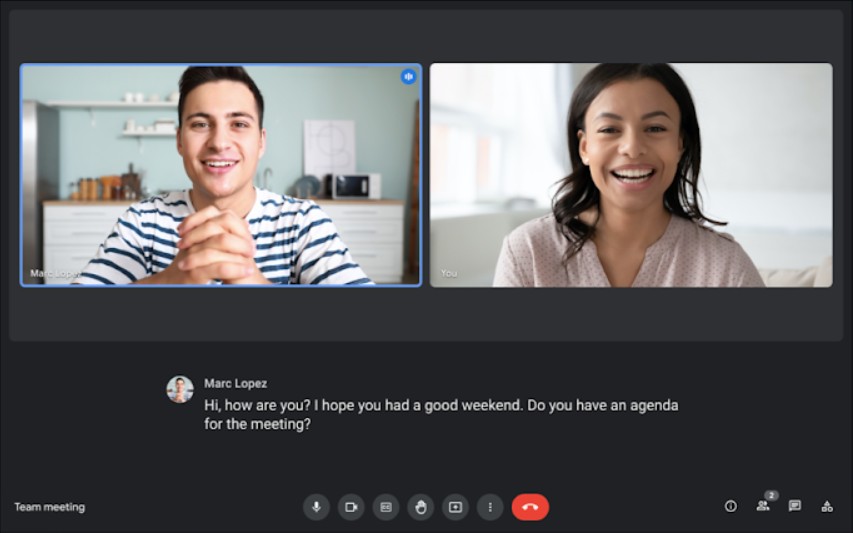 Marc Lopez
You
Marc Lopez
Hi, how are you? I hope you had a good weekend. Do you have an agenda
for the meeting?
2
Team meeting